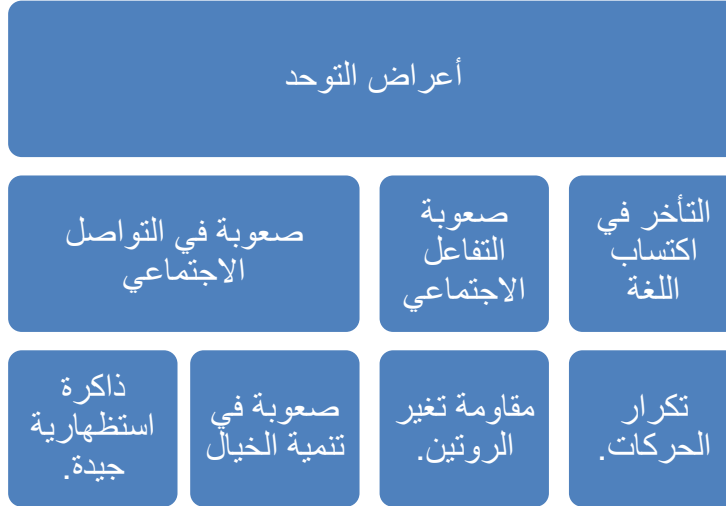 أعراض التوحد
التأخر في
اكتساب
اللغة
صعوبة
التفاعل
الاجتماعي
صعوبة في التواصل
الاجتماعي
تكرار
الحركات.
مقاومة تغير
الروتين.
صعوبة في
تنمية الخيال
ذاكرة
استظهارية
جيدة.